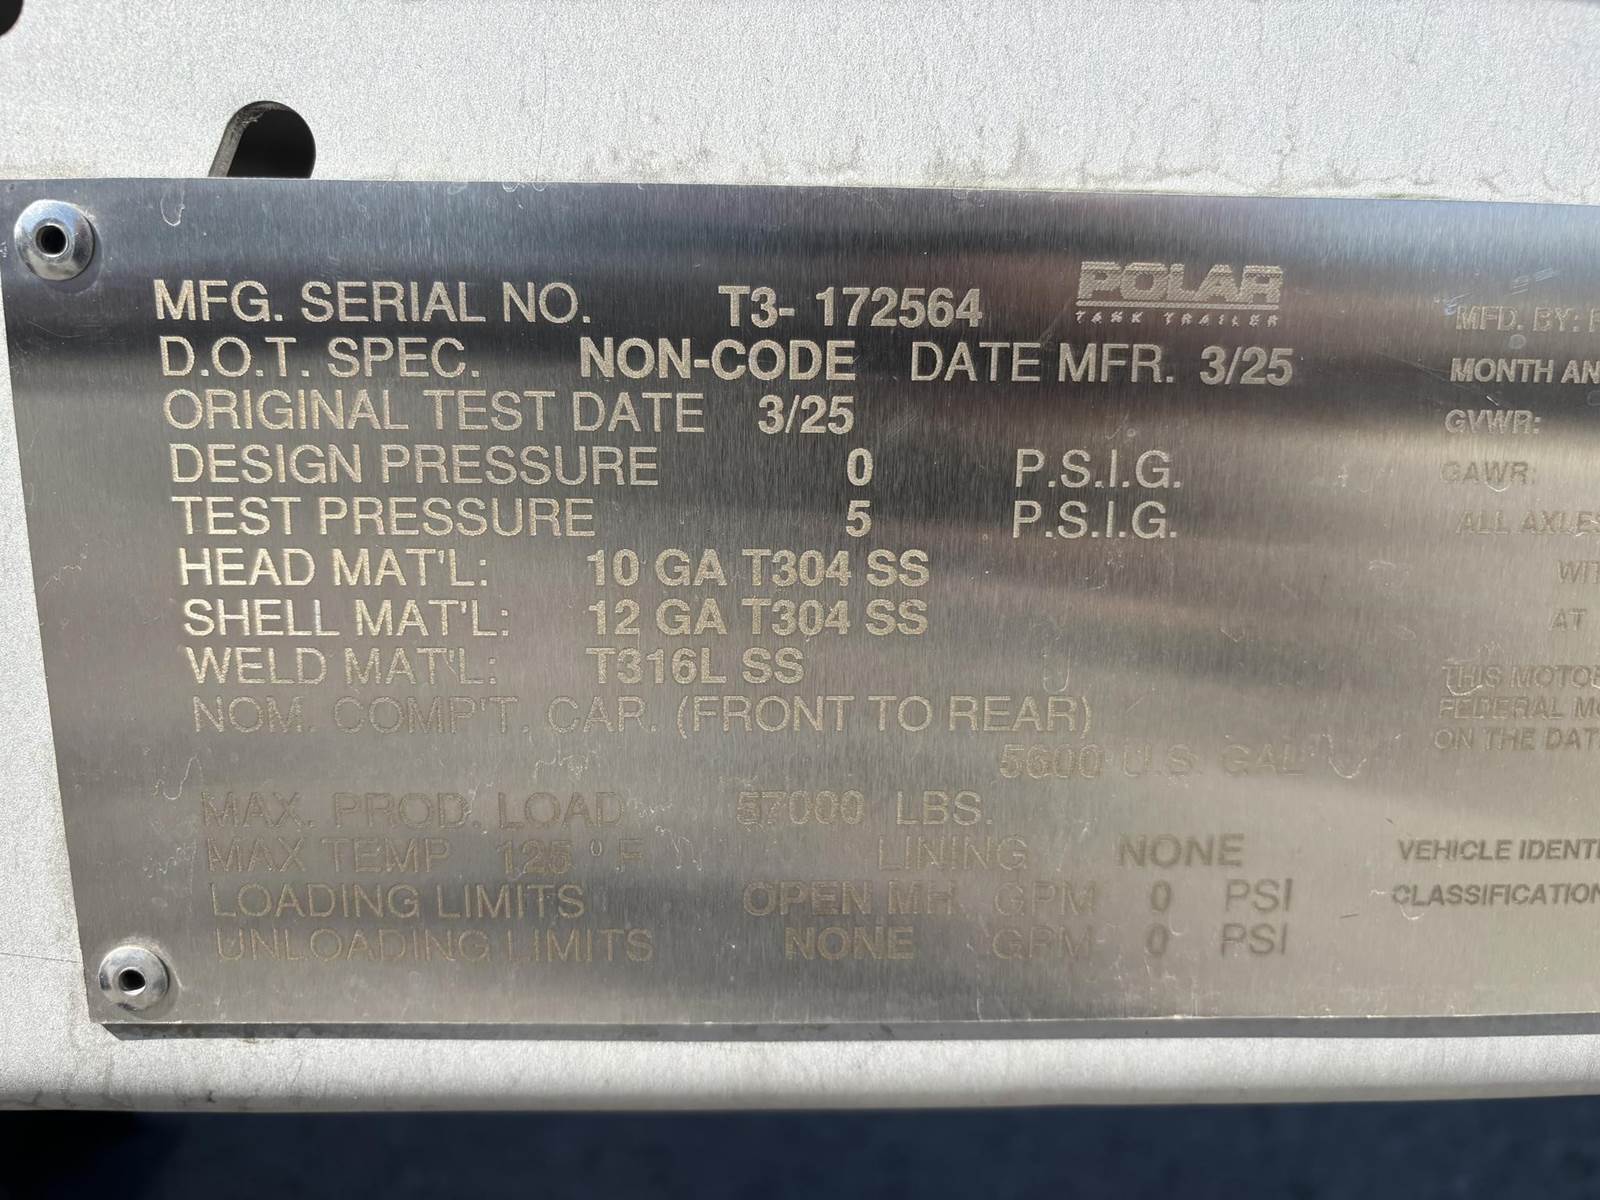 MFG. SERIAL NO. T3- 172564
POLAR
TANK TRAILER
D.O.T. SPEC. NON-CODE DATE MFR. 3/25
ORIGINAL TEST DATE 3/25
DESIGN PRESSURE 0 P.S.I.G.
TEST PRESSURE 5 P.S.I.G.
HEAD MAT'L: 10 GA T304 SS
SHELL MAT'L: 12 GA T304 SS
WELD MAT'L: T316L SS
NOM. COMP'T. CAR. (FRONT TO REAR)
5600 U.S. GAL
MAX. PROD. LOAD 57000 LBS.
MAX TEMP 125 º F LINING NONE
LOADING LIMITS OPEN MH GPM 0 PSI
UNLOADING LIMITS NONE GPM 0 PSI
MFD. BY:
MONTH AN
GVWR:
GAWR:
ALL AXLES
WIT
AT
THIS MOTO
FEDERAL MO
ON THE DAT
VEHICLE IDENTI
CLASSIFICATION